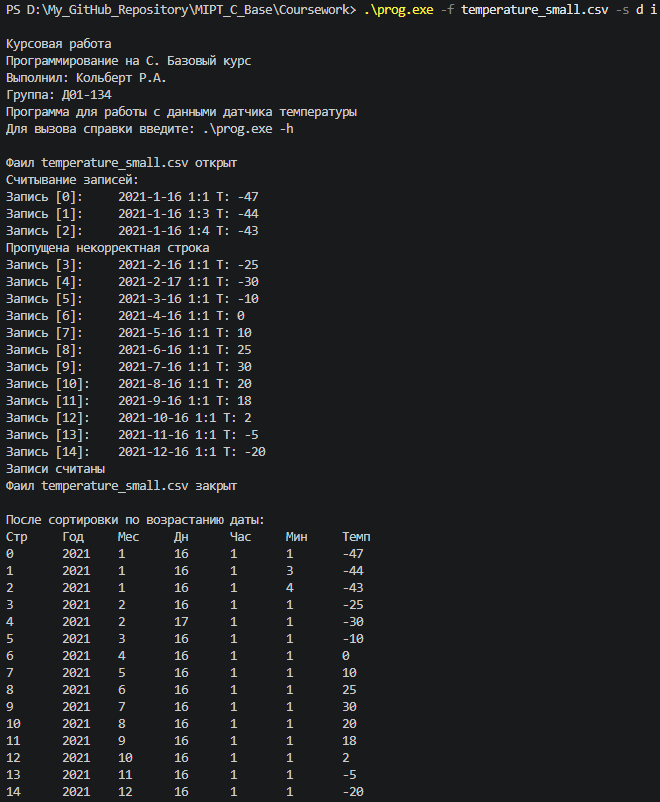 PS D:\My_GitHub_Repository\MIPT_C_Base\Coursework> .\prog.exe -f temperature_small.csv -s d i
Курсовая работа
Программирование на С. Базовый курс
Выполнил: Кольберт Р.А.
Группа: Д01-134
Программа для работы с данными датчика температуры
Для вызова справки введите: .\prog.exe -h
Фаил temperature_small.csv открыт
Считывание записей:
Запись [0]: 2021-1-16 1:1 T: -47
Запись [1]: 2021-1-16 1:3 T: -44
Запись [2]: 2021-1-16 1:4 T: -43
Пропущена некорректная строка
Запись [3]: 2021-2-16 1:1 T: -25
Запись [4]: 2021-2-17 1:1 T: -30
Запись [5]: 2021-3-16 1:1 T: -10
Запись [6]: 2021-4-16 1:1 T: 0
Запись [7]: 2021-5-16 1:1 T: 10
Запись [8]: 2021-6-16 1:1 T: 25
Запись [9]: 2021-7-16 1:1 T: 30
Запись [10]: 2021-8-16 1:1 T: 20
Запись [11]: 2021-9-16 1:1 T: 18
Запись [12]: 2021-10-16 1:1 T: 2
Запись [13]: 2021-11-16 1:1 T: -5
Запись [14]: 2021-12-16 1:1 T: -20
Записи считаны
Фаил temperature_small.csv закрыт
После сортировки по возрастанию даты:
Стр Год Мес Дн Час Мин Темп
0 2021 1 16 1 1 -47
1 2021 1 16 1 3 -44
2 2021 1 16 1 4 -43
3 2021 2 16 1 1 -25
4 2021 2 17 1 1 -30
5 2021 3 16 1 1 -10
6 2021 4 16 1 1 0
7 2021 5 16 1 1 10
8 2021 6 16 1 1 25
9 2021 7 16 1 1 30
10 2021 8 16 1 1 20
11 2021 9 16 1 1 18
12 2021 10 16 1 1 2
13 2021 11 16 1 1 -5
14 2021 12 16 1 1 -20